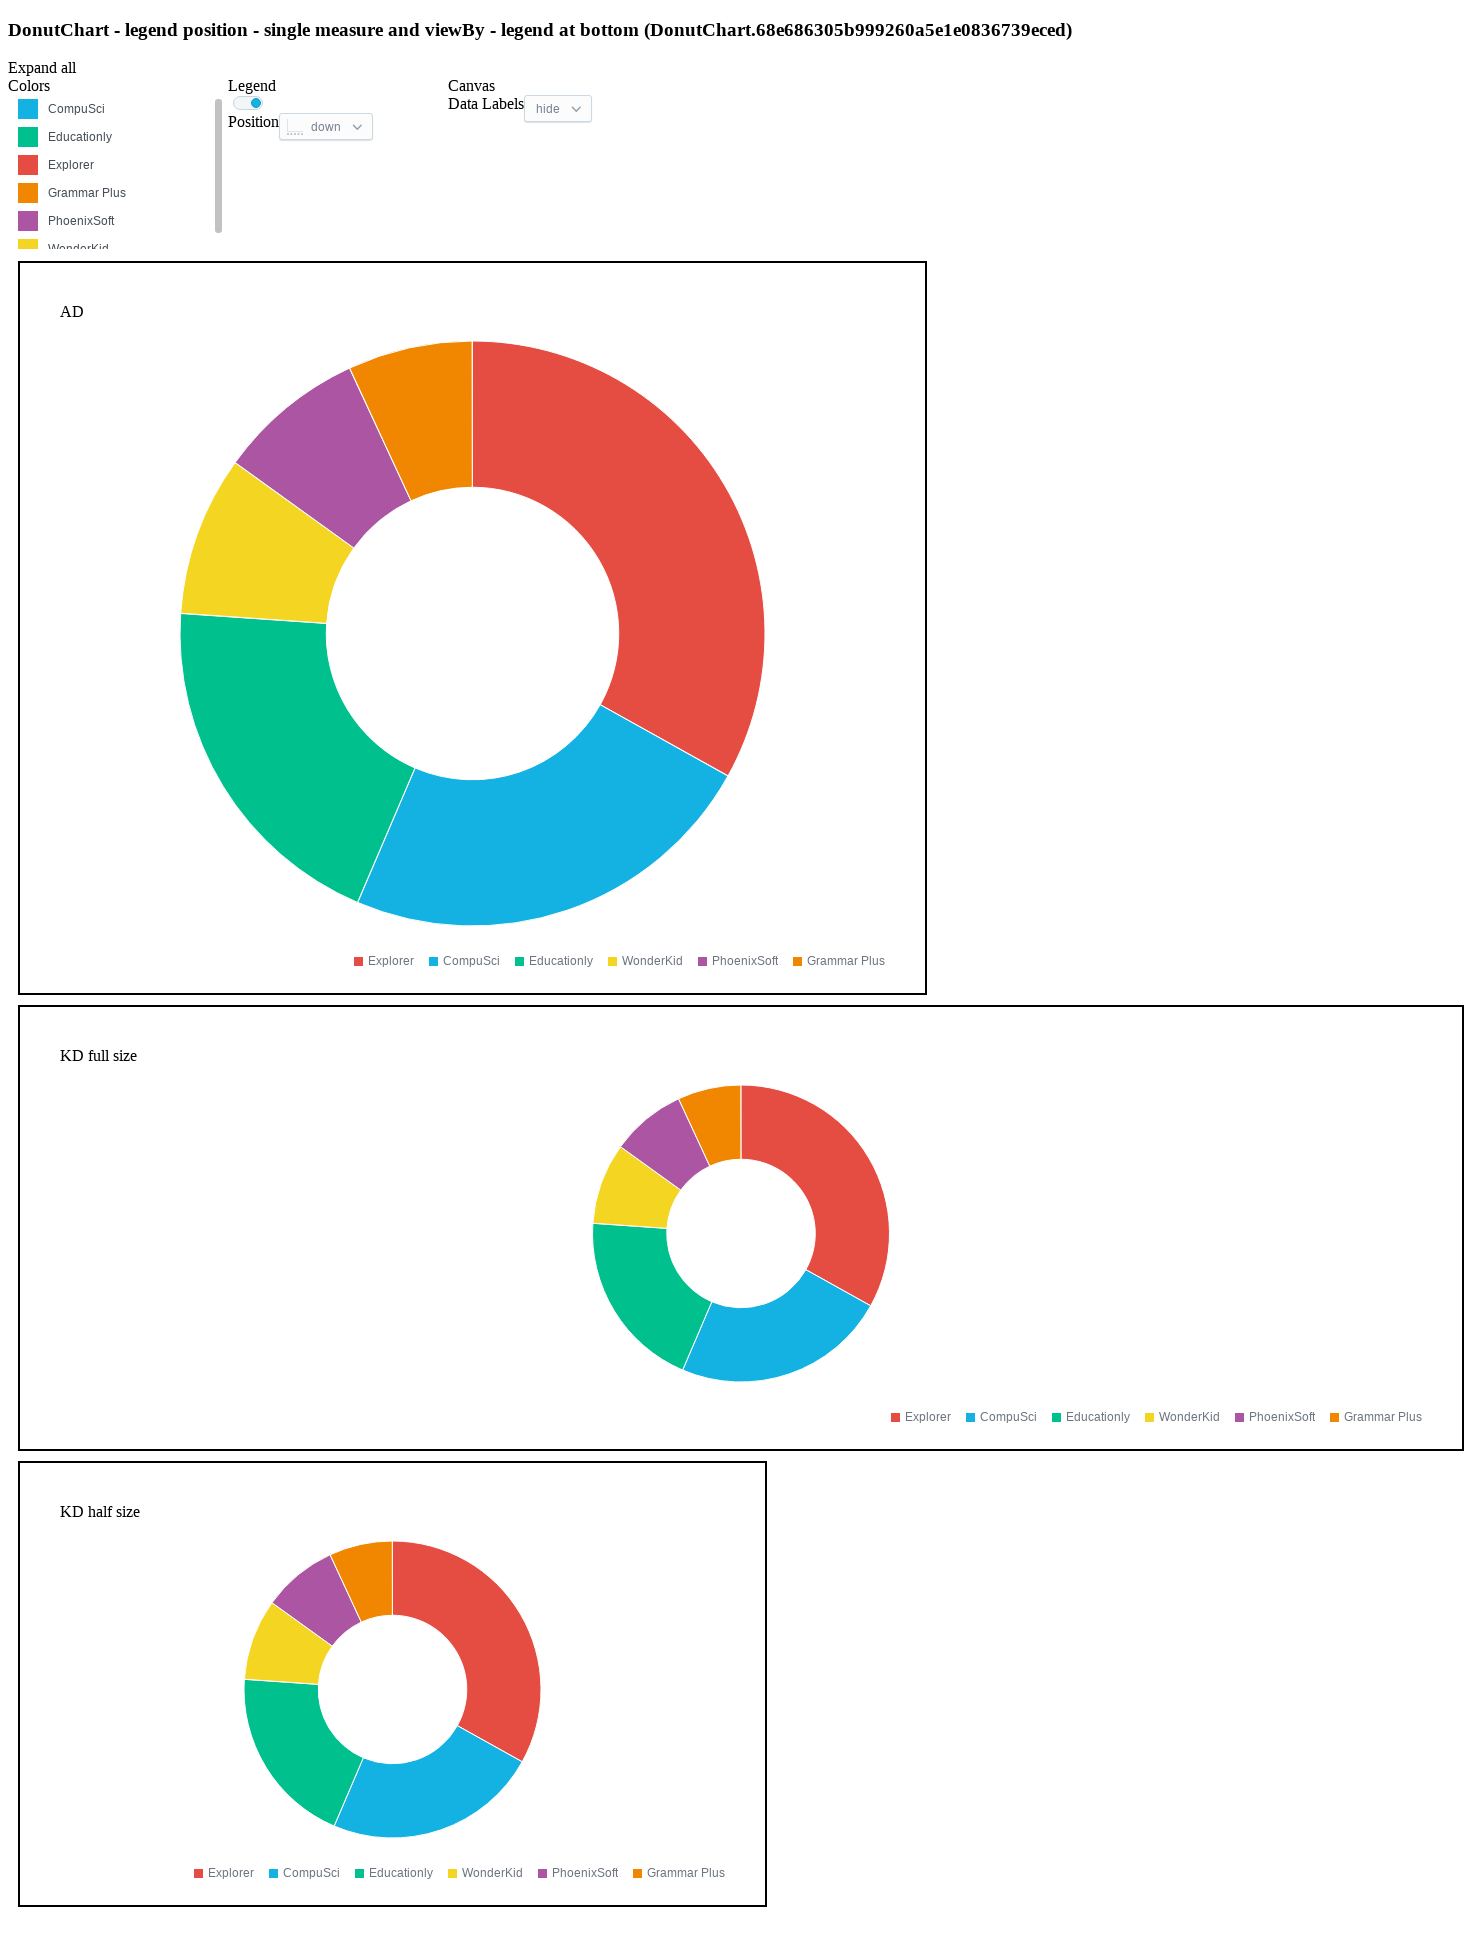 DonutChart - legend position - single measure and viewBy - legend at bottom (DonutChart.68e686305b999260a5e1e0836739eced)
Expand all
Colors
CompuSci
Educationly
Explorer
Grammar Plus
PhoenixSoft
WonderKid
Legend
Position down
Canvas
Data Labels hide
AD
Explorer CompuSci Educationly WonderKid PhoenixSoft Grammar Plus
KD full size
Explorer CompuSci Educationly WonderKid PhoenixSoft Grammar Plus
KD half size
Explorer CompuSci Educationly WonderKid PhoenixSoft Grammar Plus